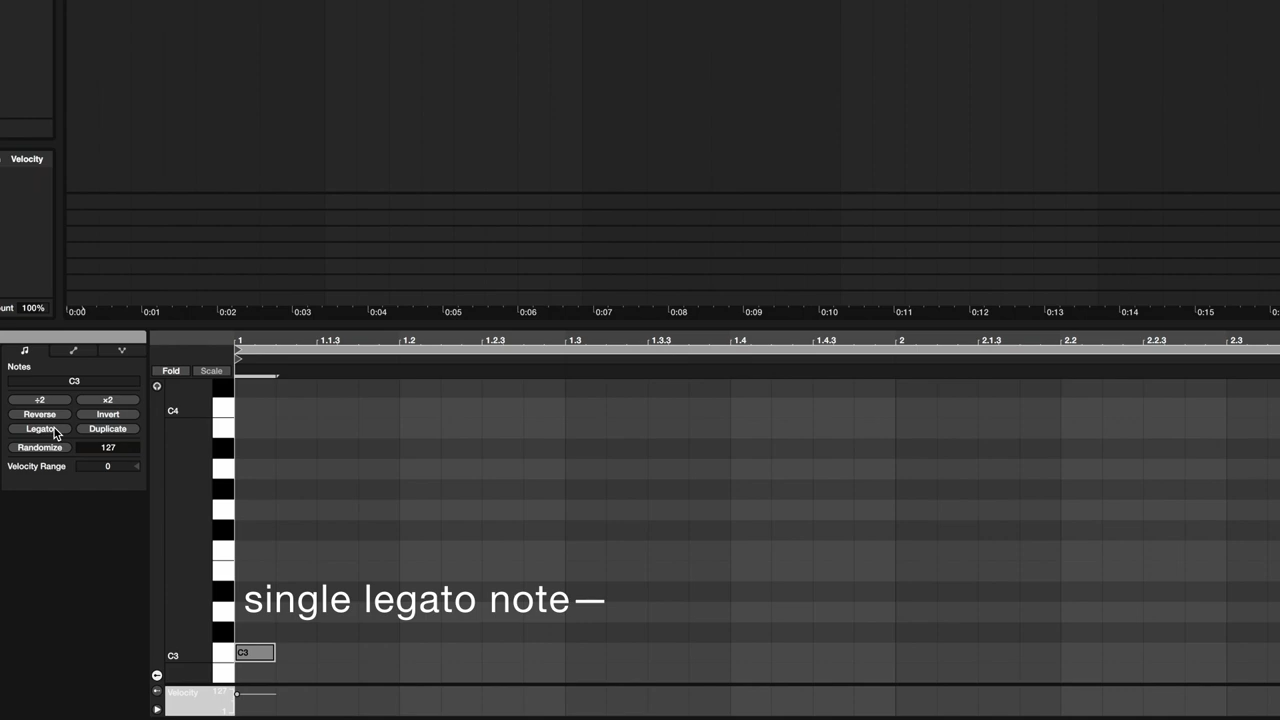 Velocity
unt 100%
0:00 0:01 0:02 0:03 0:04 0:05 0:06 0:07 0:08 0:09 0:10 0:11 0:12 0:13 0:14 0:15
1 1.1.3 1.2 1.2.3 1.3 1.3.3 1.4 1.4.3 2 2.1.3 2.2 2.2.3 2.3
Notes
Fold Scale
C3
÷2 ×2
C4
Reverse Invert
Legato Duplicate
Randomize 127
Velocity Range 0
single legato note—
C3 C3
Velocity 127
1